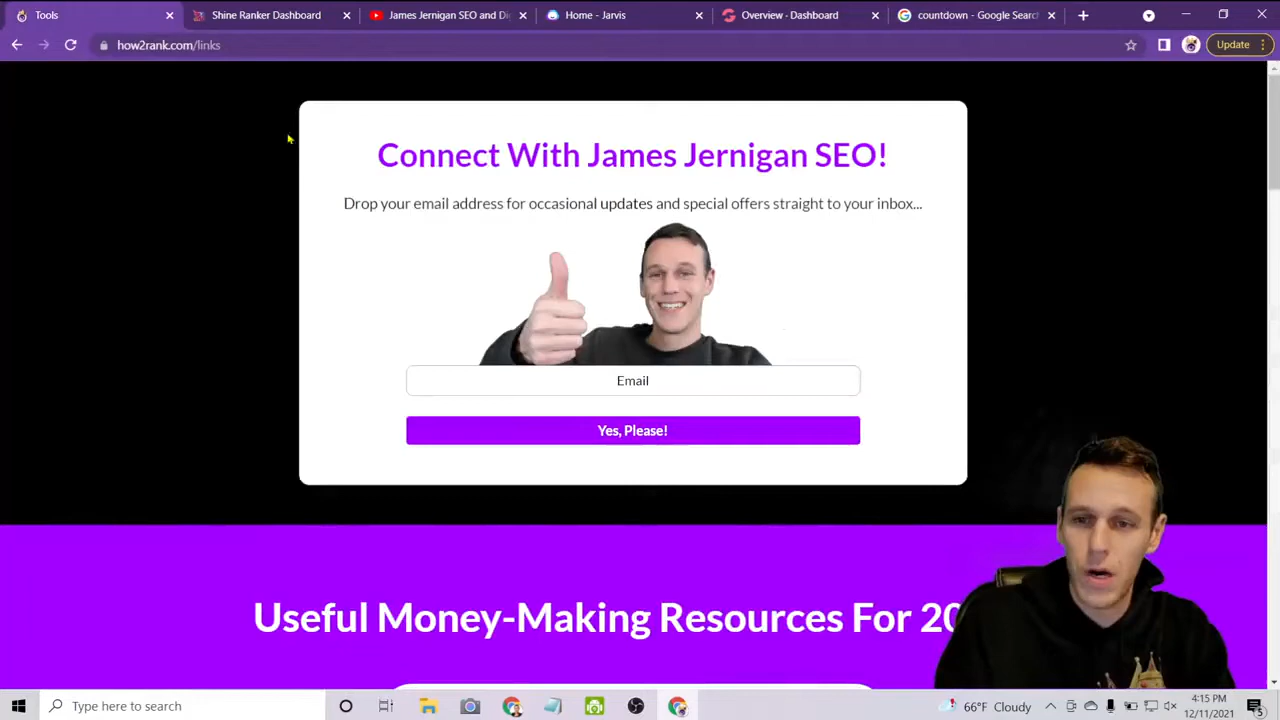 Tools
Shine Ranker Dashboard
James Jernigan SEO and Di
Home - Jarvis
Overview - Dashboard
countdown - Google Searc
how2rank.com/links
Update
Connect With James Jernigan SEO!
Drop your email address for occasional updates and special offers straight to your inbox...
Email
Yes, Please!
Useful Money-Making Resources For 20
Type here to search
66°F Cloudy
4:15 PM
12/11/2021
5